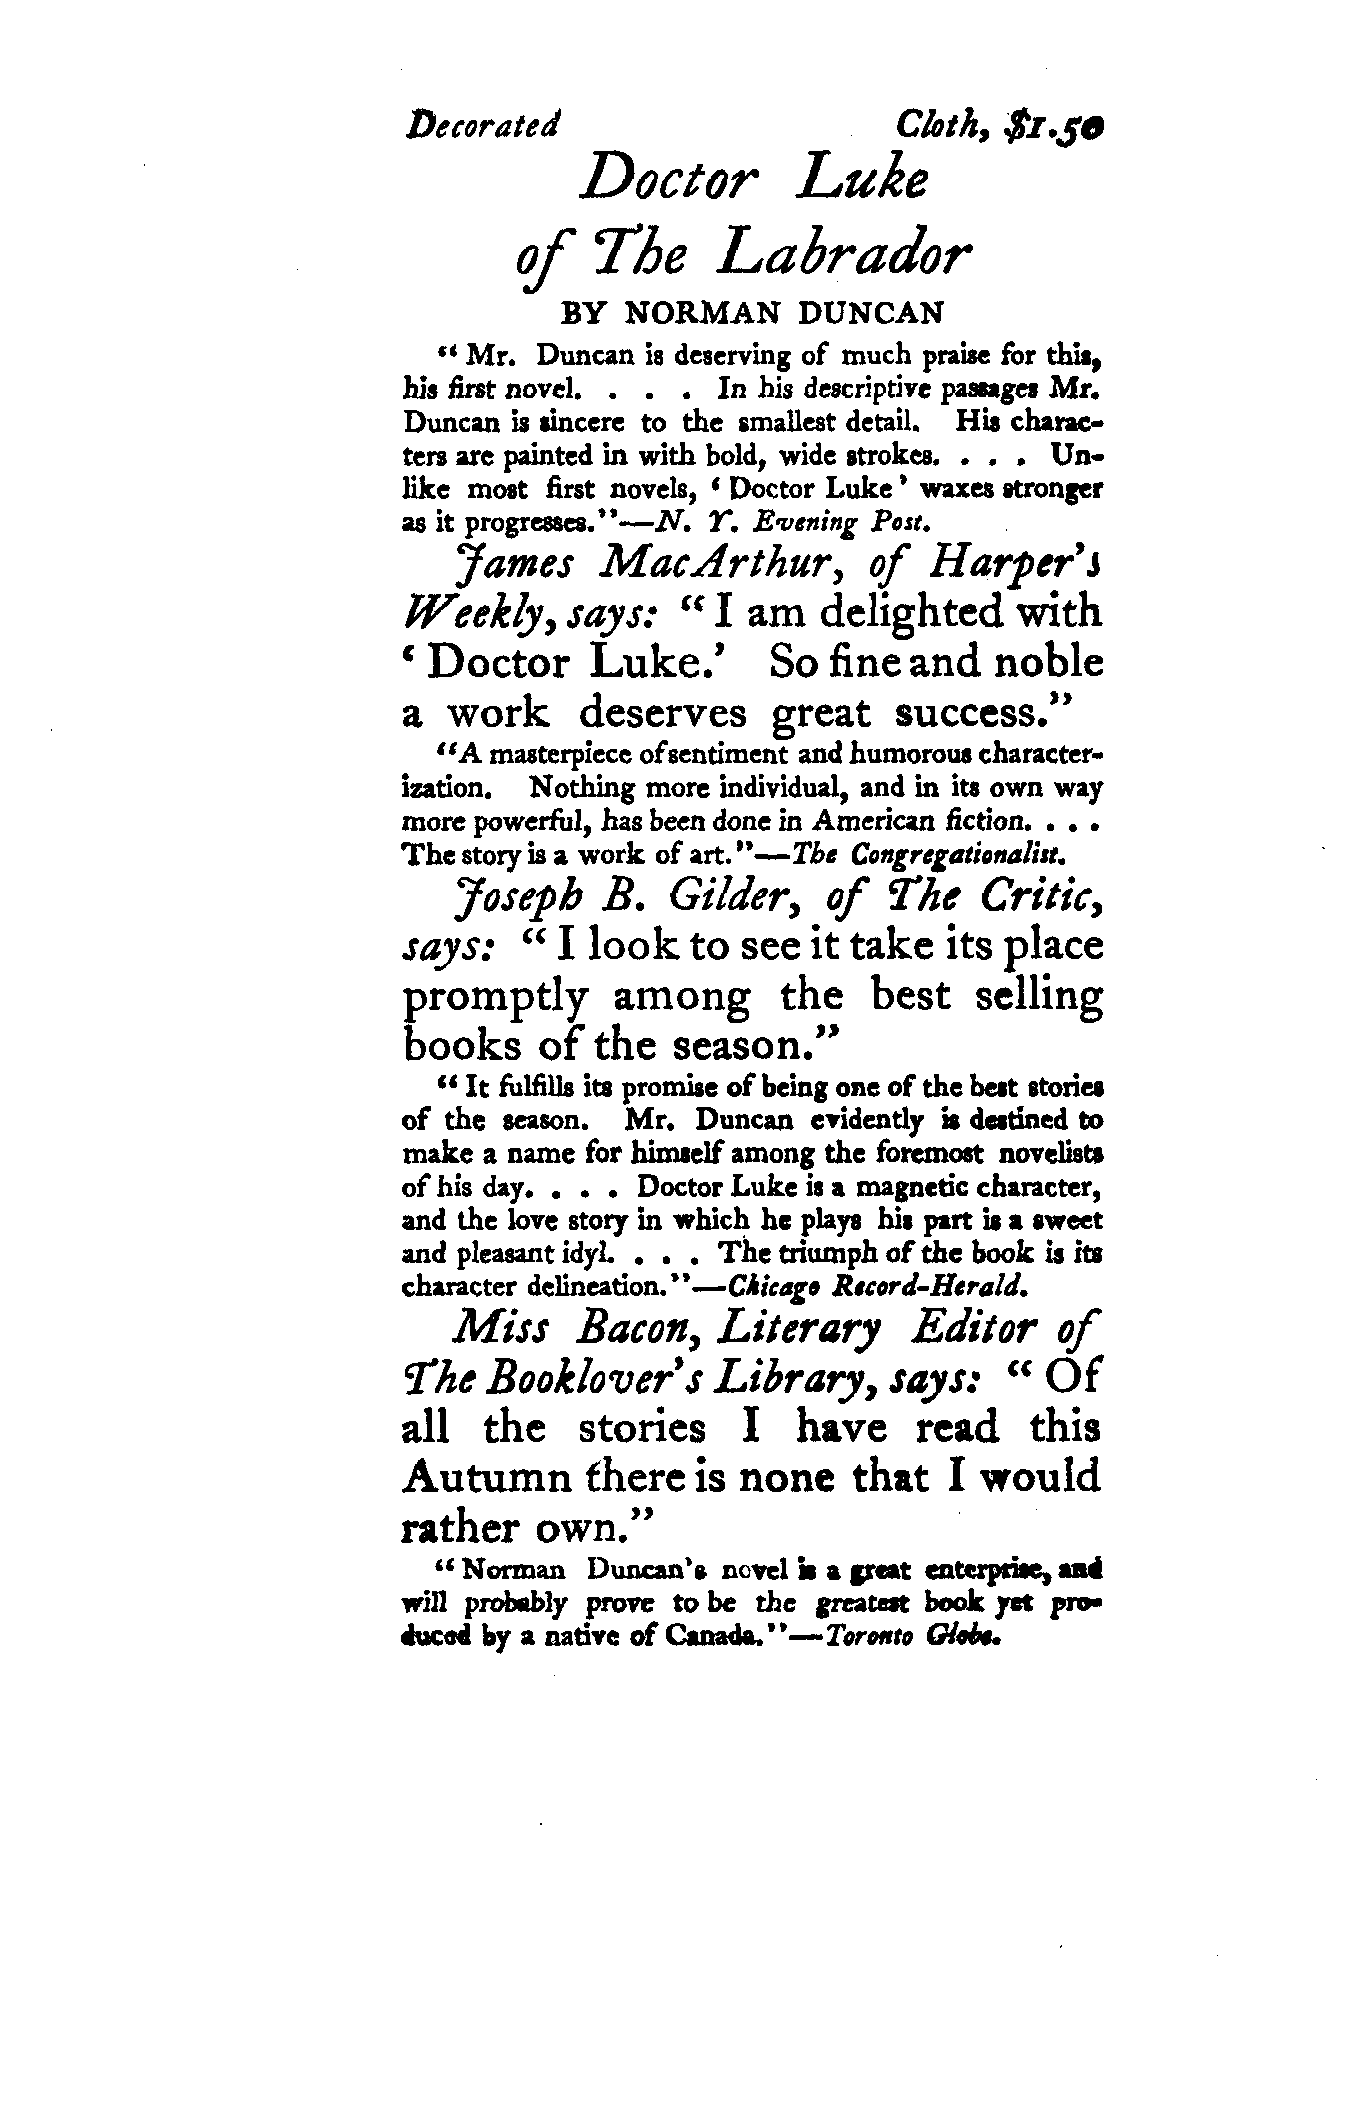 Decorated Cloth, $1.50
Doctor Luke
of The Labrador
BY NORMAN DUNCAN
“ Mr. Duncan is deserving of much praise for this,
his first novel. . . . . In his descriptive passages Mr.
Duncan is sincere to the smallest detail. His charac-
ters are painted in with bold, wide strokes. . . . Un-
like most first novels, ‘ Doctor Luke ’ waxes stronger
as it progresses.”—N. Y. Evening Post.
James MacArthur, of Harper’s
Weekly, says: “ I am delighted with
‘ Doctor Luke.’ So fine and noble
a work deserves great success.”
“A masterpiece of sentiment and humorous character-
ization. Nothing more individual, and in its own way
more powerful, has been done in American fiction. . . .
The story is a work of art.”—The Congregationalist.
Joseph B. Gilder, of The Critic,
says: “ I look to see it take its place
promptly among the best selling
books of the season.”
“ It fulfills its promise of being one of the best stories
of the season. Mr. Duncan evidently is destined to
make a name for himself among the foremost novelists
of his day. . . . Doctor Luke is a magnetic character,
and the love story in which he plays his part is a sweet
and pleasant idyl. . . . The triumph of the book is its
character delineation.”—Chicago Record-Herald.
Miss Bacon, Literary Editor of
The Booklover’s Library, says: “ Of
all the stories I have read this
Autumn there is none that I would
rather own.”
“ Norman Duncan’s novel is a great enterprise, and
will probably prove to be the greatest book yet pro-
duced by a native of Canada.”—Toronto Globe.